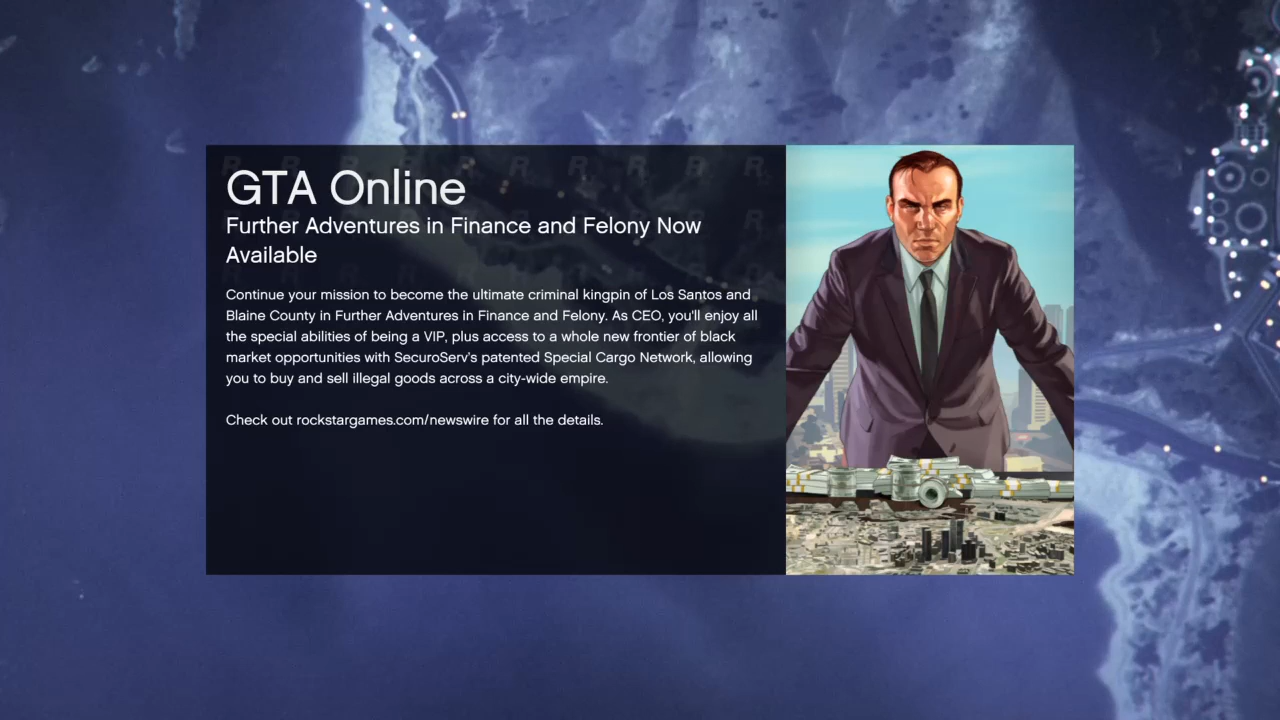 GTA Online
Further Adventures in Finance and Felony Now
Available
Continue your mission to become the ultimate criminal kingpin of Los Santos and
Blaine County in Further Adventures in Finance and Felony. As CEO, you'll enjoy all
the special abilities of being a VIP, plus access to a whole new frontier of black
market opportunities with SecuroServ's patented Special Cargo Network, allowing
you to buy and sell illegal goods across a city-wide empire.
Check out rockstargames.com/newswire for all the details.